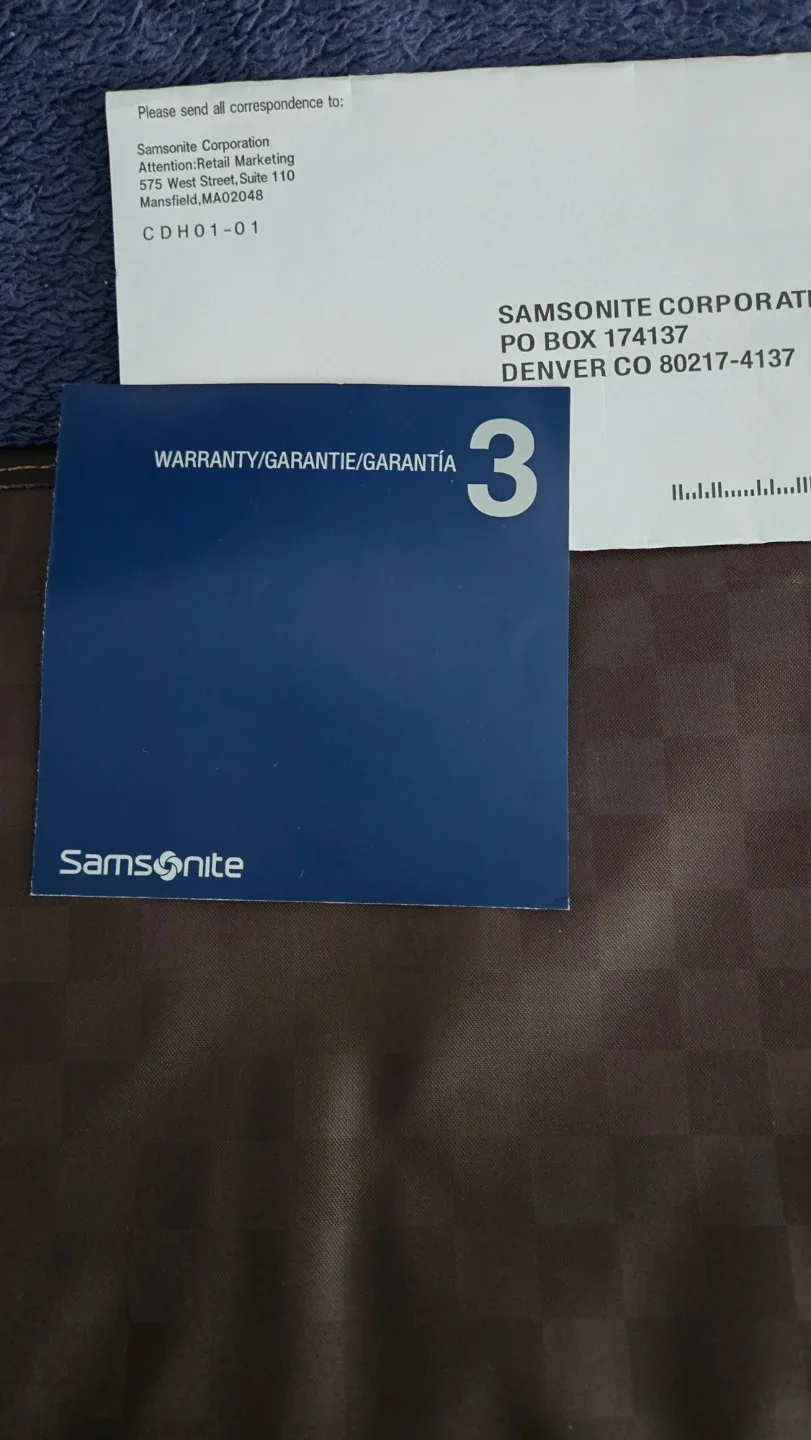 Please send all correspondence to:
Samsonite Corporation
Attention:Retail Marketing
575 West Street,Suite 110
Mansfield,MA02048
CDH01-01
SAMSONITE CORPORATI
PO BOX 174137
DENVER CO 80217-4137
WARRANTY/GARANTIE/GARANTÍA 3
Samsonite